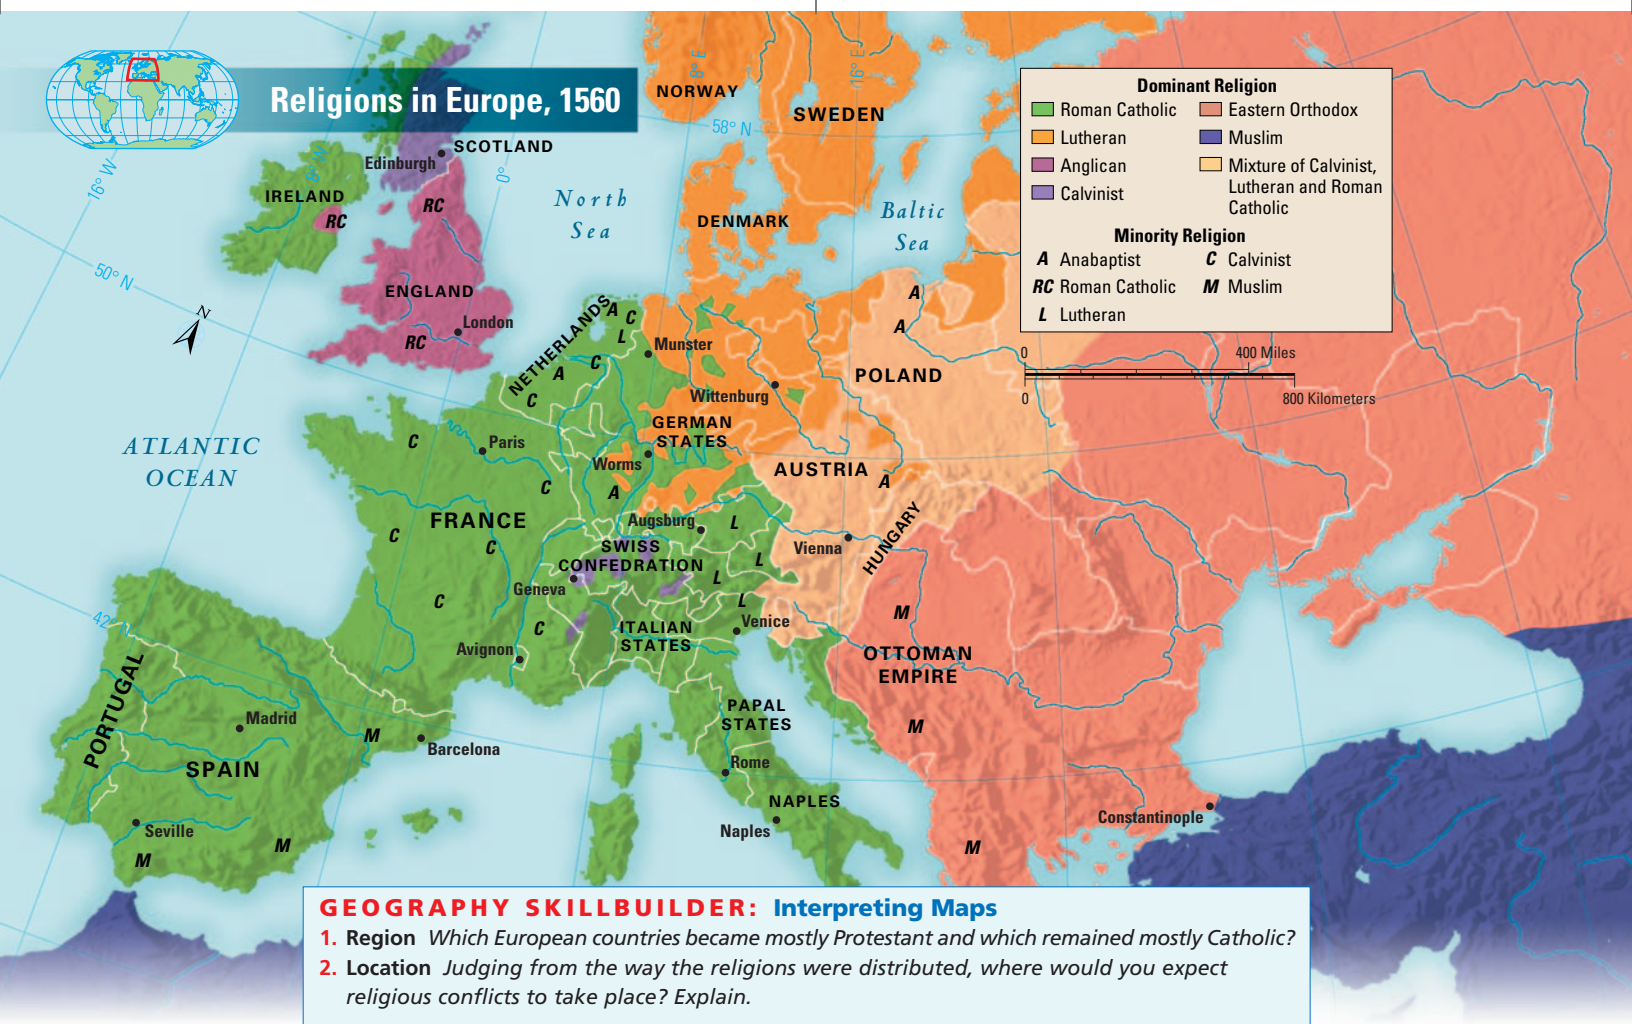 Religions in Europe, 1560
Dominant Religion
Roman Catholic
Lutheran
Anglican
Calvinist
Eastern Orthodox
Muslim
Mixture of Calvinist,
Lutheran and Roman
Catholic
Minority Religion
A Anabaptist
RC Roman Catholic
L Lutheran
C Calvinist
M Muslim
0 400 Miles
0 800 Kilometers
NORWAY
8° E
16° E
SWEDEN
58° N
SCOTLAND
Edinburgh
16° W
8° W
0°
IRELAND
RC
RC
North
Sea
DENMARK
Baltic
Sea
50° N
N
ENGLAND
London
RC
NETHERLANDS
A
C
L
C
A
C
Munster
A
A
POLAND
Wittenburg
GERMAN
STATES
ATLANTIC
OCEAN
C
Paris
Worms
AUSTRIA
A
C
A
FRANCE
C
C
Augsburg
L
Vienna
HUNGARY
SWISS
CONFEDRATION
L
L
Geneva
C
L
C
42° N
ITALIAN
STATES
Venice
M
Avignon
OTTOMAN
EMPIRE
PORTUGAL
Madrid
M
Barcelona
PAPAL
STATES
M
SPAIN
Rome
NAPLES
Naples
Constantinople
Seville
M
M
M
GEOGRAPHY SKILLBUILDER: Interpreting Maps
1. Region Which European countries became mostly Protestant and which remained mostly Catholic?
2. Location Judging from the way the religions were distributed, where would you expect
religious conflicts to take place? Explain.